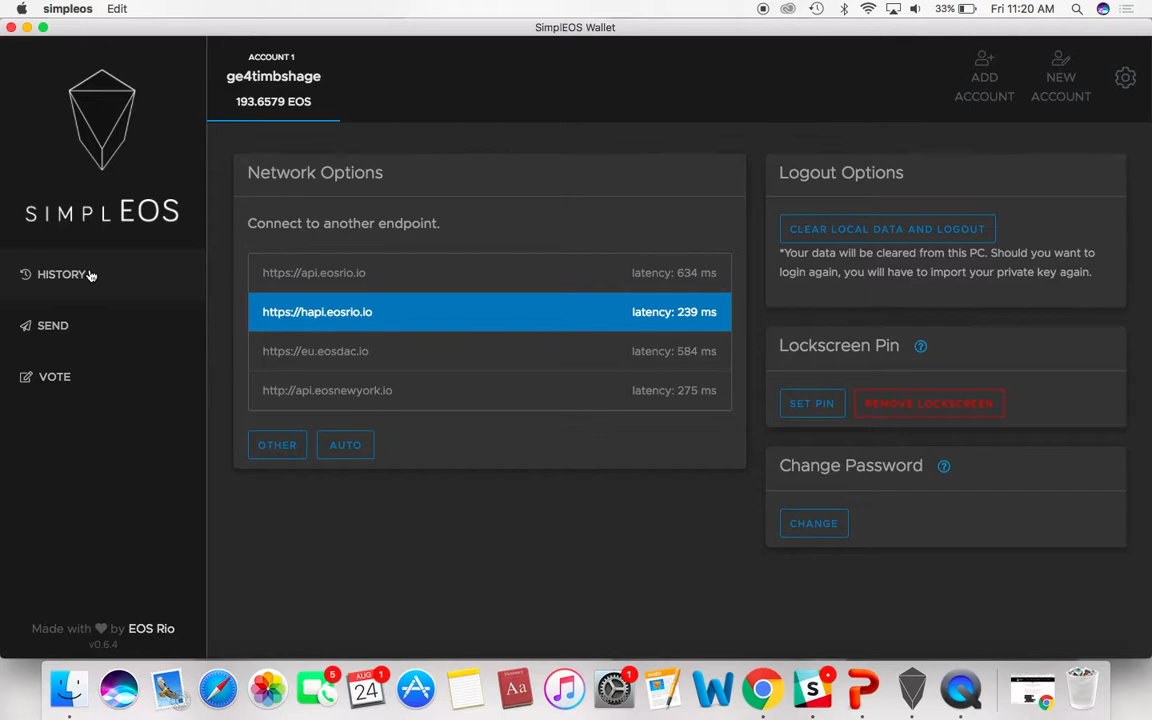 simpleos Edit 33% Fri 11:20 AM
SimplEOS Wallet
ACCOUNT 1
ge4timbshage
193.6579 EOS
ADD
ACCOUNT
NEW
ACCOUNT
SIMPLEOS
HISTORY
SEND
VOTE
Made with by EOS Rio
v0.6.4
Network Options
Connect to another endpoint.
https://api.eosrio.io latency: 634 ms
https://hapi.eosrio.io latency: 239 ms
https://eu.eosdac.io latency: 584 ms
http://api.eosnewyork.io latency: 275 ms
OTHER AUTO
Logout Options
CLEAR LOCAL DATA AND LOGOUT
*Your data will be cleared from this PC. Should you want to
login again, you will have to import your private key again.
Lockscreen Pin ?
SET PIN REMOVE LOCKSCREEN
Change Password ?
CHANGE
5
AUG
24
1
Aa
1